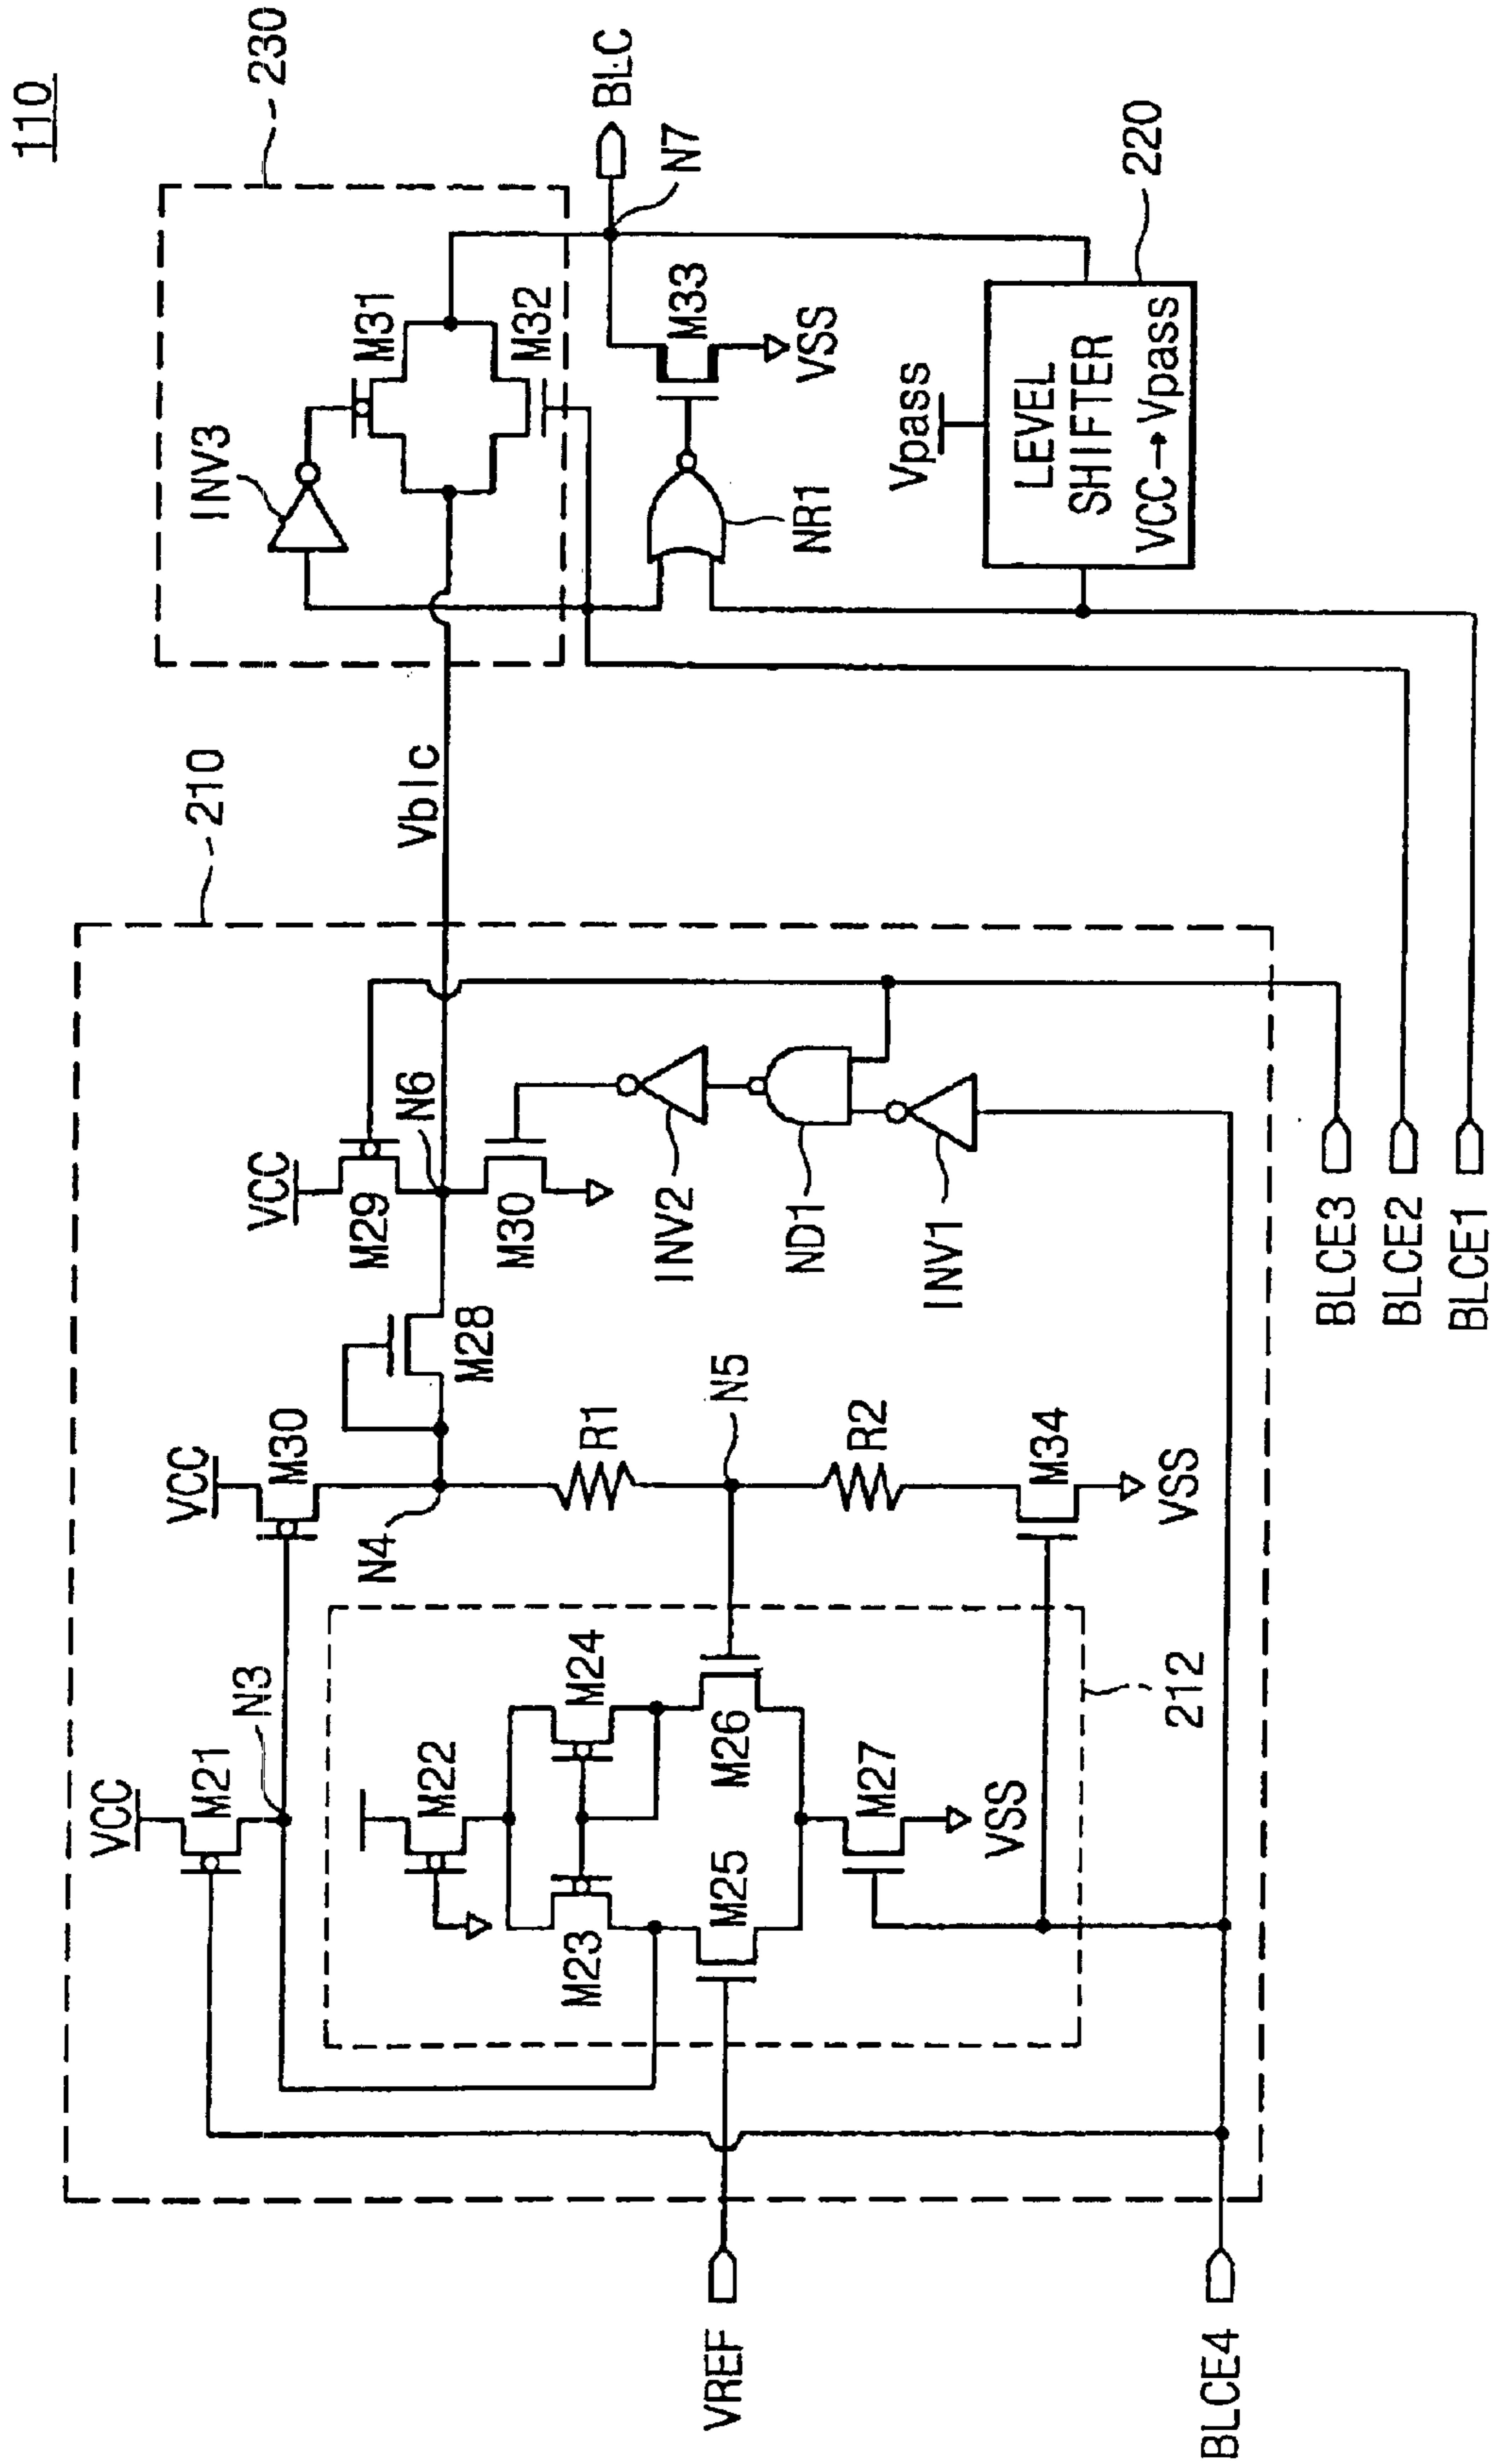 110
210
230
VCC
M21
N3
VCC
M30
N4
M28
VCC
M29
N6
M30
Vblc
INV3
M31
M32
BLC
N7
M22
M23
M24
M25
M26
M27
VSS
212
R1
N5
R2
M34
VSS
INV2
ND1
INV1
NR1
M33
VSS
Vpass
LEVEL
SHIFTER
VCC→Vpass
220
VREF
BLCE4
BLCE3
BLCE2
BLCE1